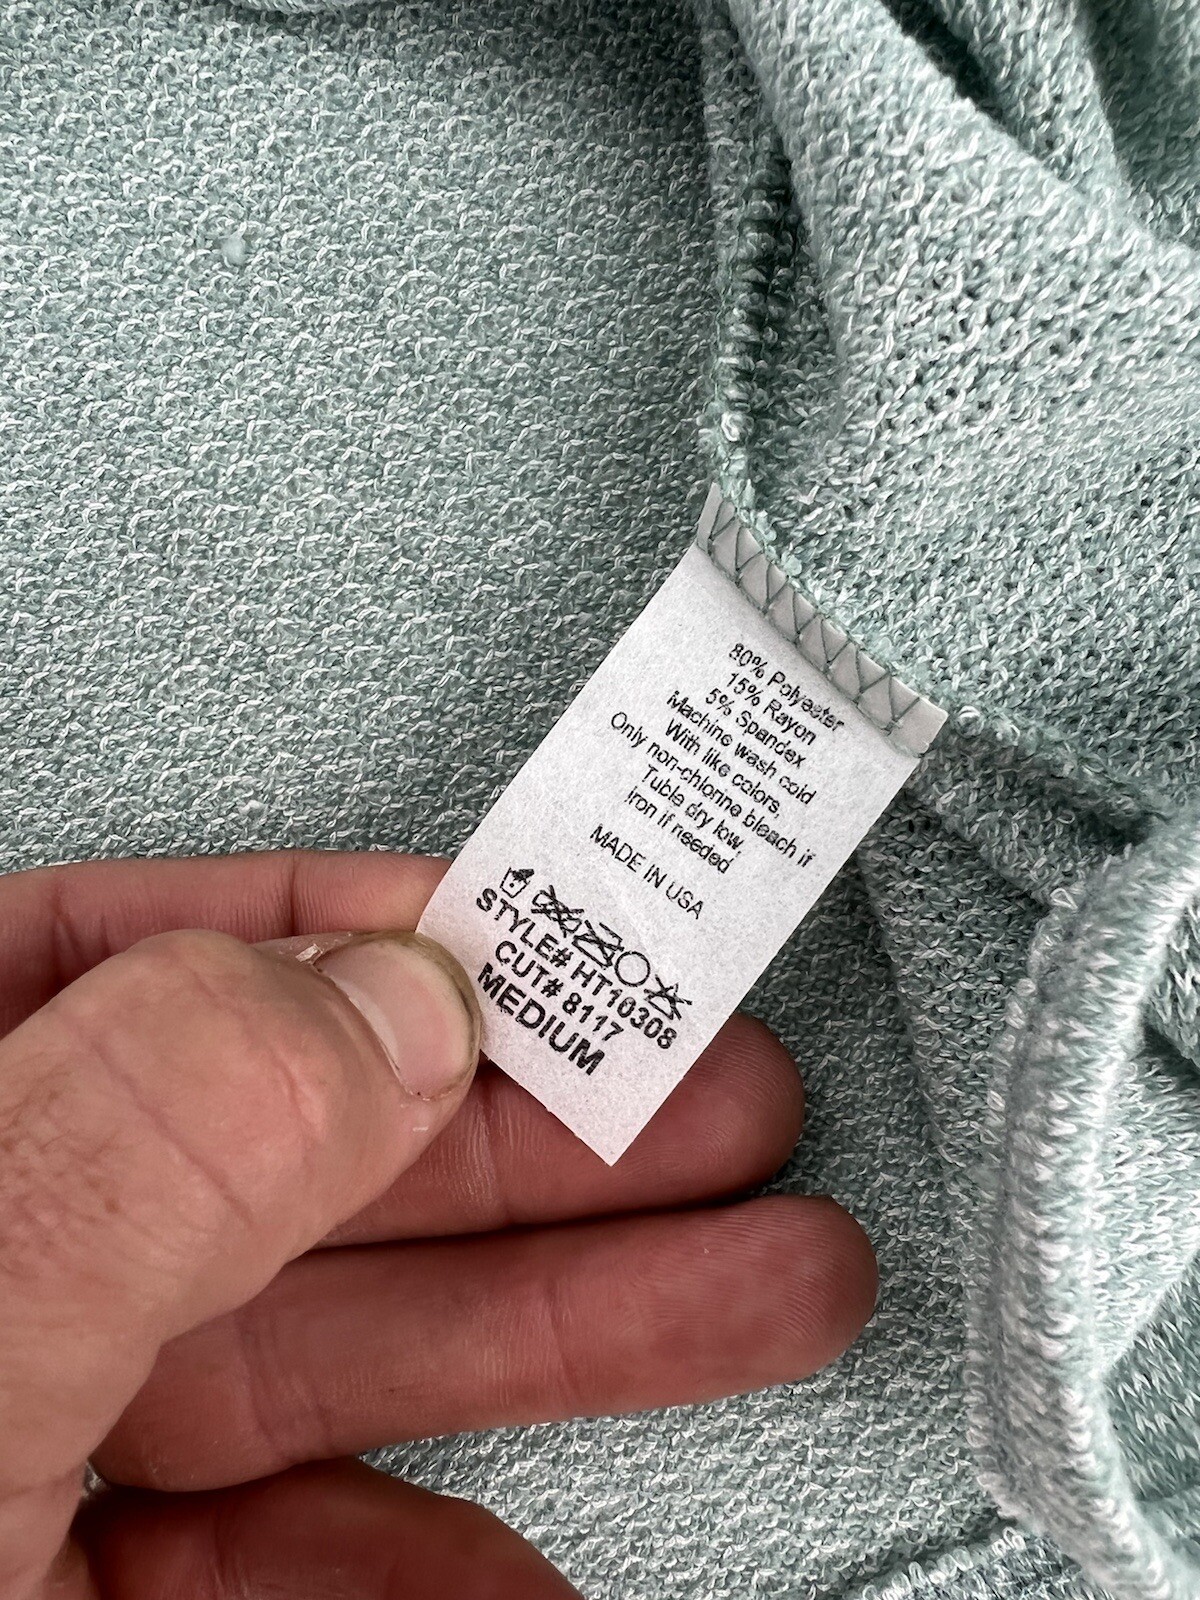 80% Polyester
15% Rayon
5% Spandex
Machine wash cold
With like colors,
Only non-chlorine bleach if
Tuble dry low,
Iron if needed
MADE IN USA
STYLE# HT10308
CUT# 8117
MEDIUM